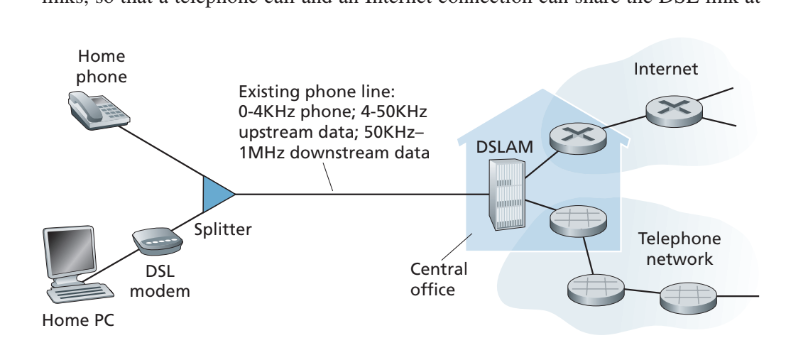 links, so that a telephone call and an Internet connection can share the DSL link at
Home
phone
Existing phone line:
0-4KHz phone; 4-50KHz
upstream data; 50KHz–
1MHz downstream data
Internet
DSLAM
Splitter
DSL
modem
Home PC
Central
office
Telephone
network